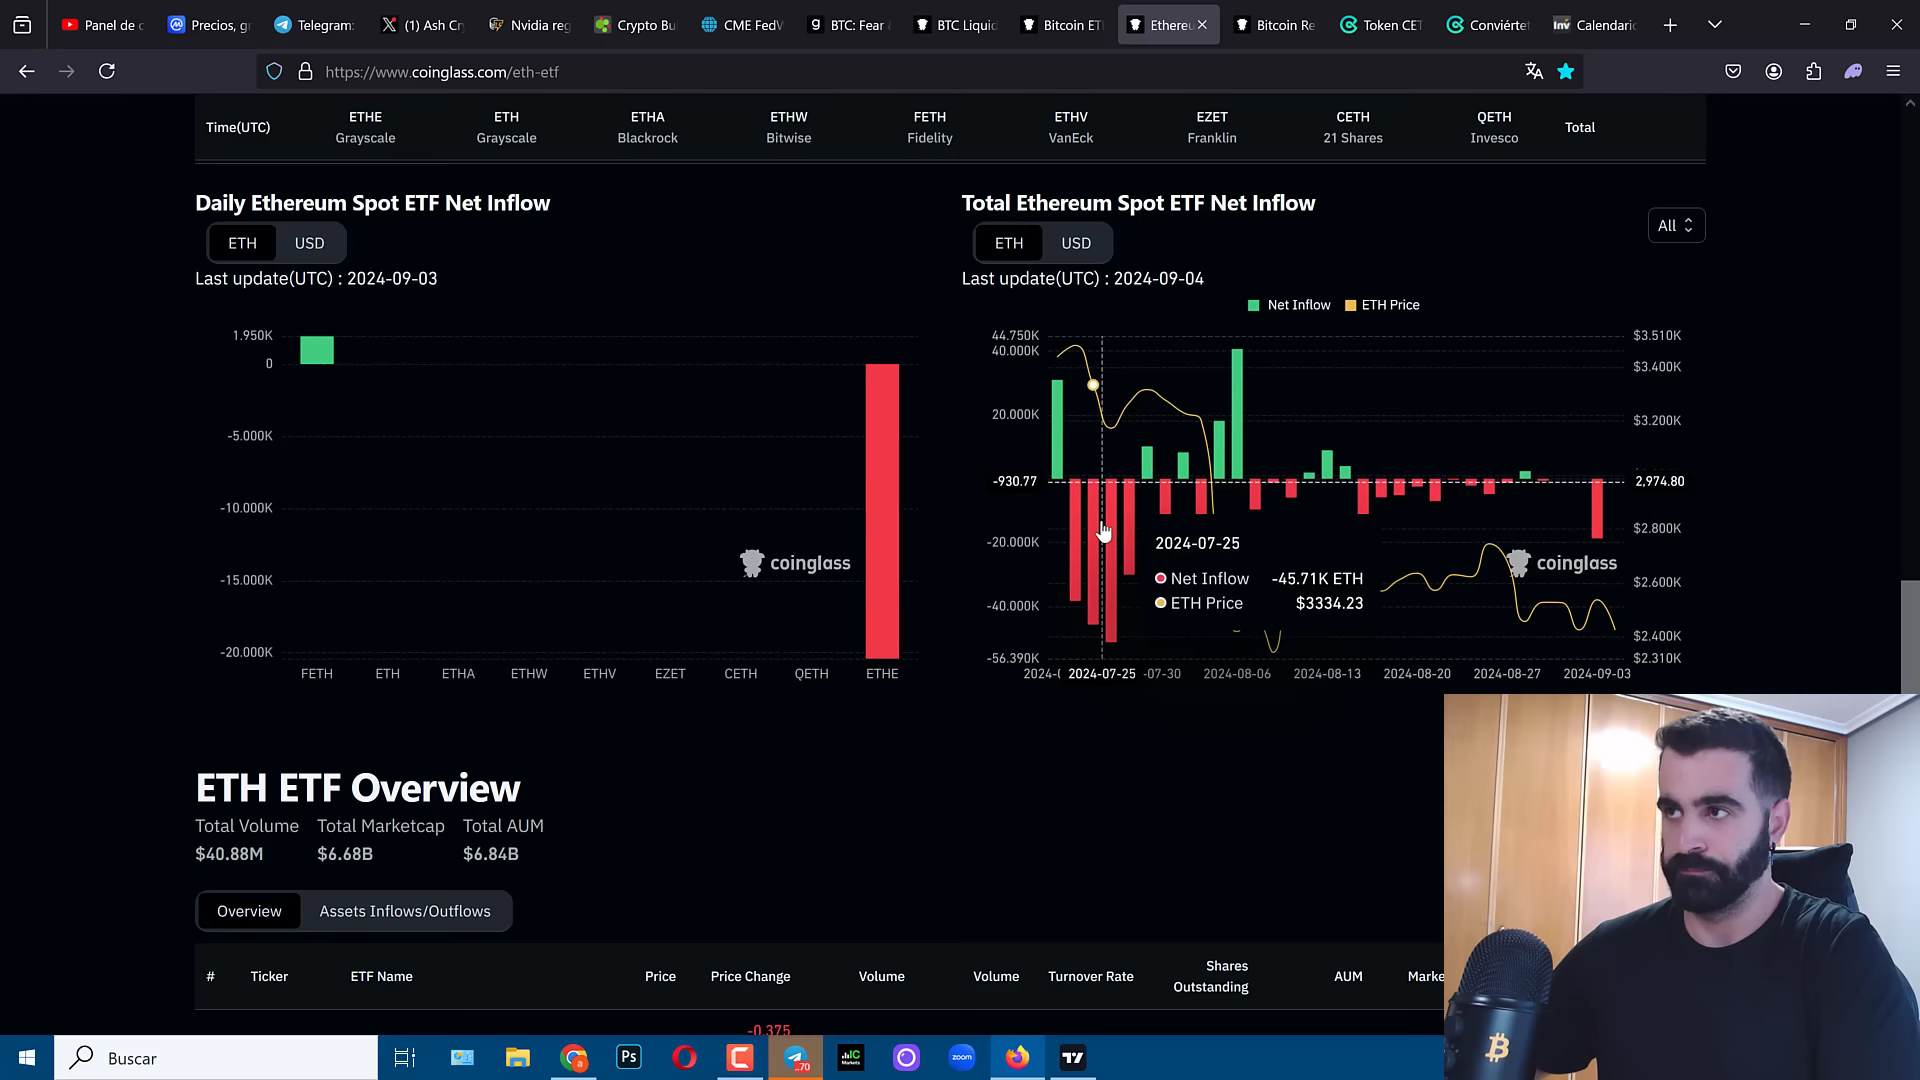 Panel de c
Precios, gr
Telegram:
(1) Ash Cr
Nvidia reg
Crypto Bu
CME FedV
BTC: Fear
BTC Liquid
Bitcoin ET
Ethereu
Bitcoin Re
Token CET
Conviértet
Calendario
https://www.coinglass.com/eth-etf
Time(UTC)
ETHE
Grayscale
ETH
Grayscale
ETHA
Blackrock
ETHW
Bitwise
FETH
Fidelity
ETHV
VanEck
EZET
Franklin
CETH
21 Shares
QETH
Invesco
Total
Daily Ethereum Spot ETF Net Inflow
ETH USD
Last update(UTC) : 2024-09-03
1.950K
0
-5.000K
-10.000K
-15.000K
-20.000K
coinglass
FETH ETH ETHA ETHW ETHV EZET CETH QETH ETHE
Total Ethereum Spot ETF Net Inflow
All
ETH USD
Last update(UTC) : 2024-09-04
Net Inflow ETH Price
44.750K
40.000K
20.000K
-930.77
-20.000K
-40.000K
-56.390K
$3.510K
$3.400K
$3.200K
2,974.80
$2.800K
$2.600K
$2.400K
$2.310K
2024-07-25
Net Inflow -45.71K ETH
ETH Price $3334.23
coinglass
2024-( 2024-07-25 -07-30 2024-08-06 2024-08-13 2024-08-20 2024-08-27 2024-09-03
ETH ETF Overview
Total Volume Total Marketcap Total AUM
$40.88M $6.68B $6.84B
Overview Assets Inflows/Outflows
# Ticker ETF Name Price Price Change Volume Volume Turnover Rate Shares Outstanding AUM Marke
-0.375
Buscar
Ps
IC
Markets
zoom
70